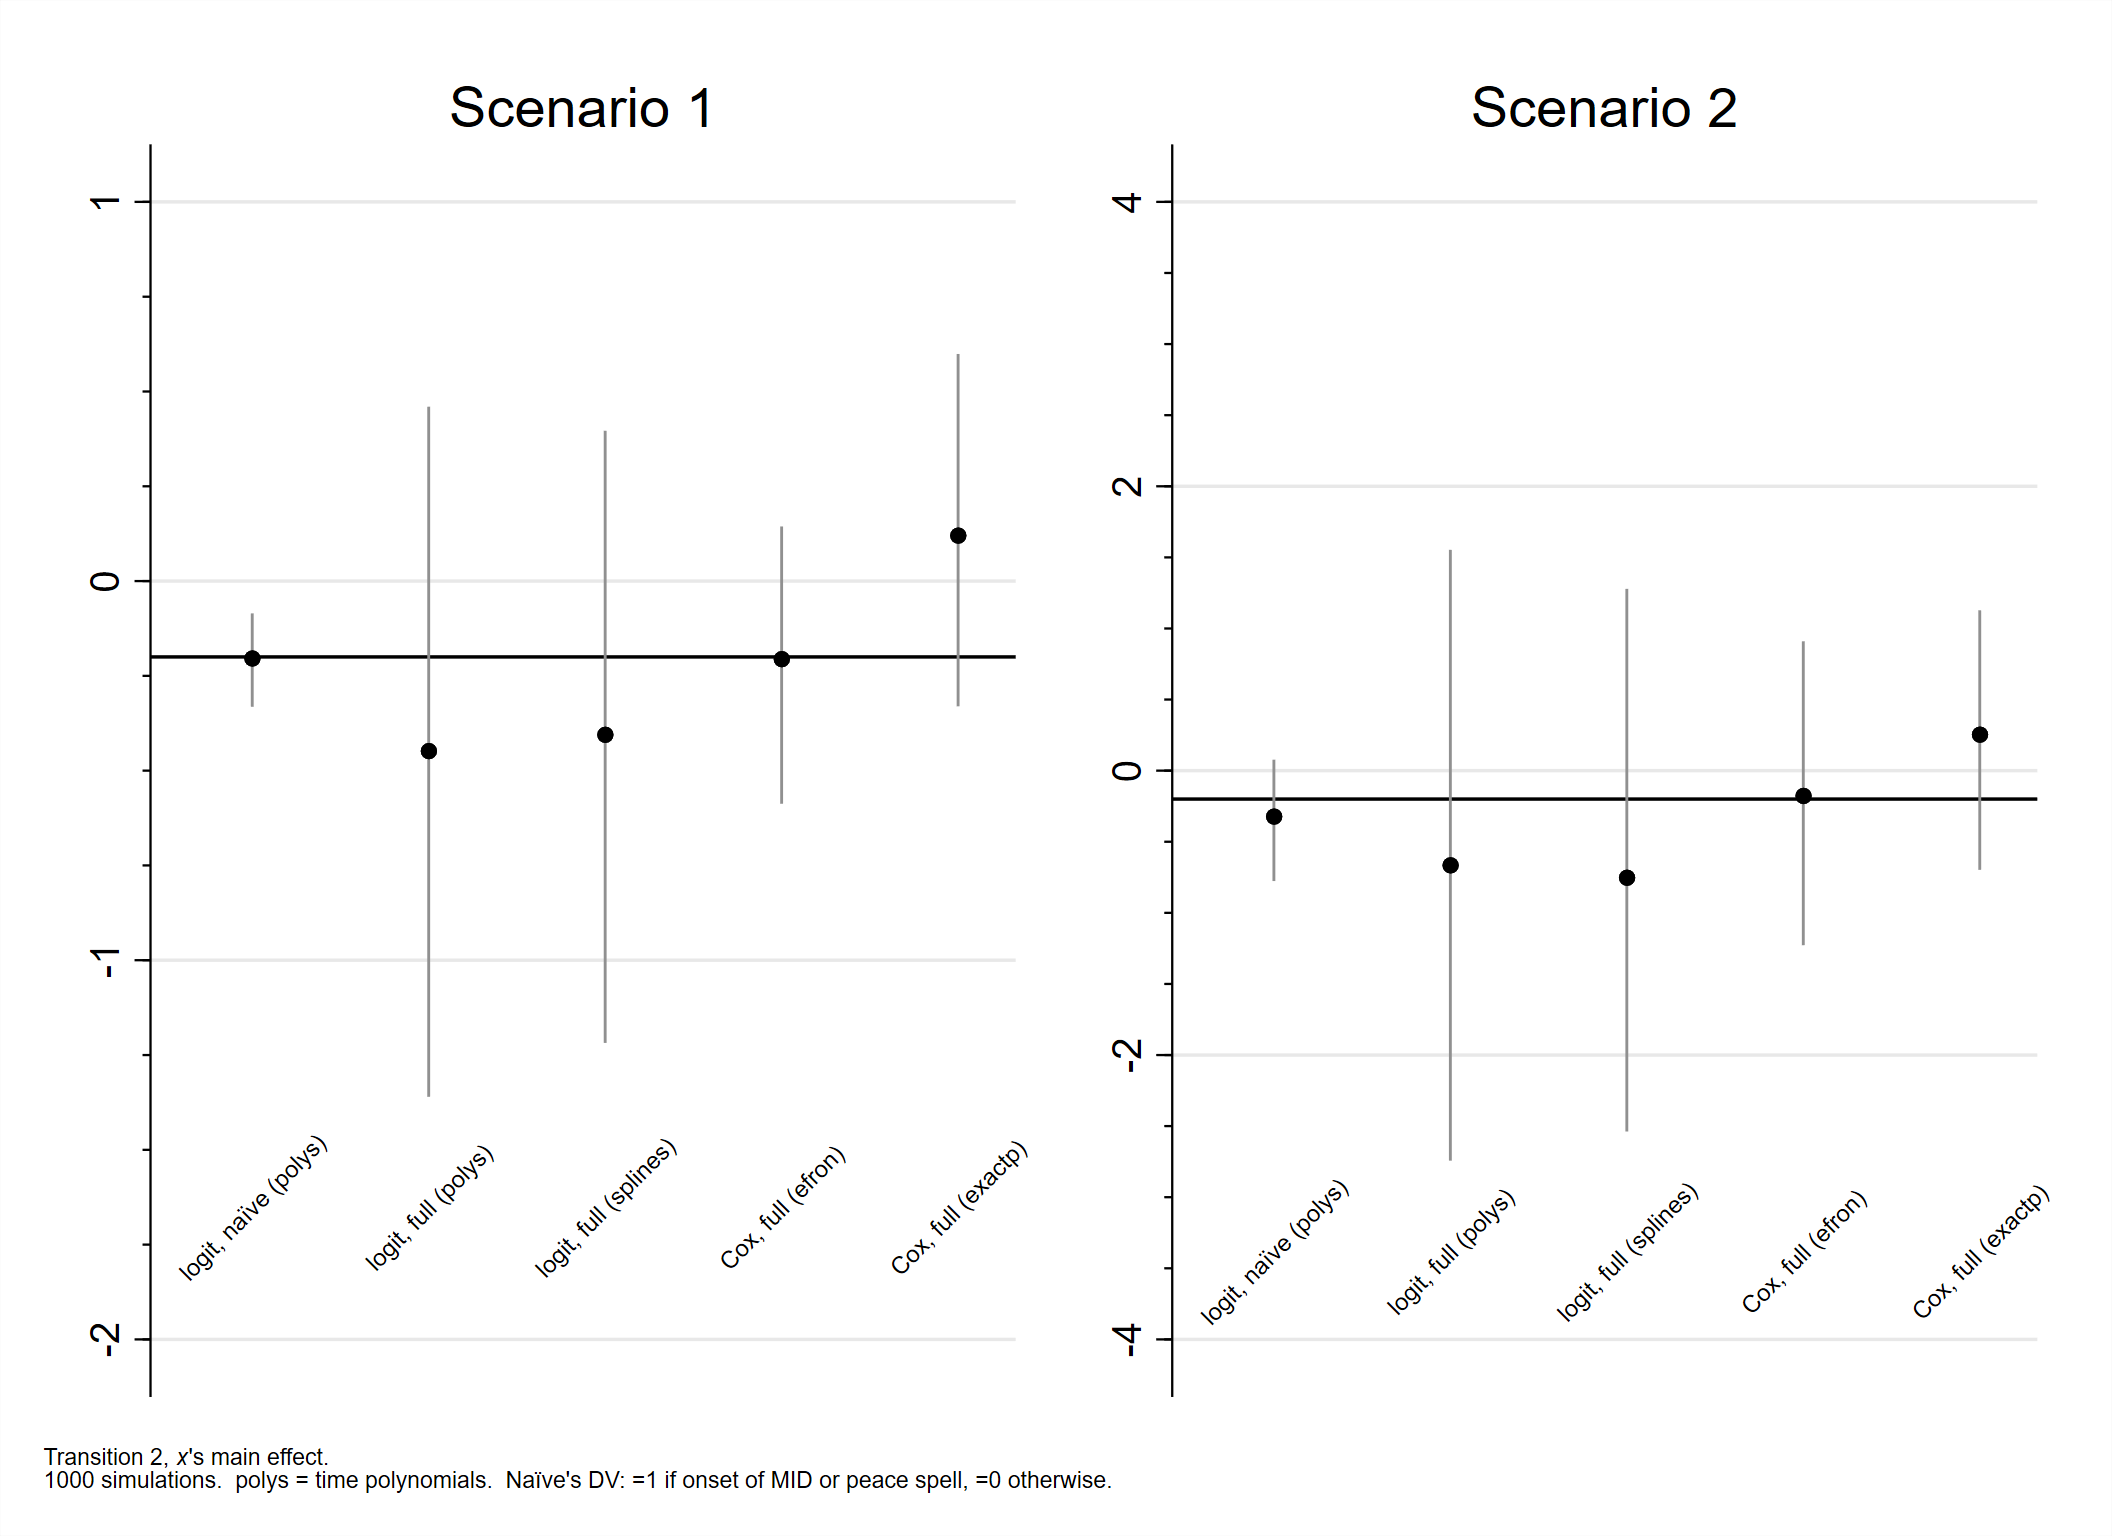 Scenario 1
1
0
-1
-2
logit, naïve (polys)
logit, full (polys)
logit, full (splines)
Cox, full (efron)
Cox, full (exactp)
Scenario 2
4
2
0
-2
-4
logit, naïve (polys)
logit, full (polys)
logit, full (splines)
Cox, full (efron)
Cox, full (exactp)
Transition 2, x's main effect.
1000 simulations.  polys = time polynomials.  Naïve's DV: =1 if onset of MID or peace spell, =0 otherwise.